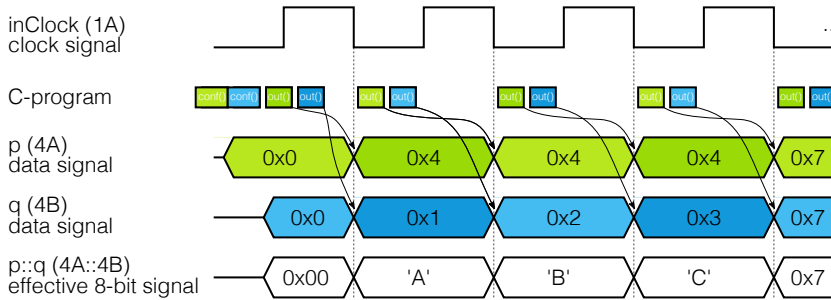 inClock (1A)
clock signal
..
C-program
conf() conf() out() out() out() out() out() out() out() out() out() out()
p (4A)
data signal
0x0 0x4 0x4 0x4 0x7
q (4B)
data signal
0x0 0x1 0x2 0x3 0x7
p::q (4A::4B)
effective 8-bit signal
0x00 'A' 'B' 'C' 0x7